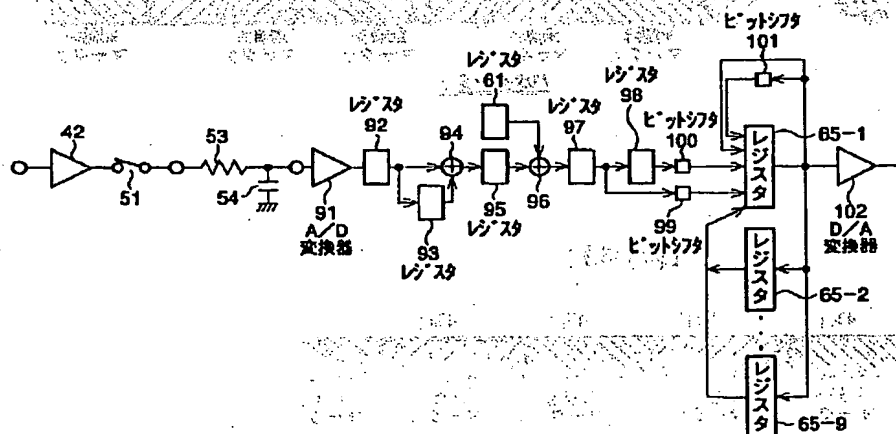 ビットシフタ
101
レジスタ
61
レジスタ
98
レジスタ
92
レジスタ
97
ビットシフタ
100
65-1
42
53
94
レジスタ
51
54
91
A/D
変換器
93
レジスタ
95
レジスタ
96
99
ビットシフタ
102
D/A
変換器
レジスタ
65-2
レジスタ
65-9